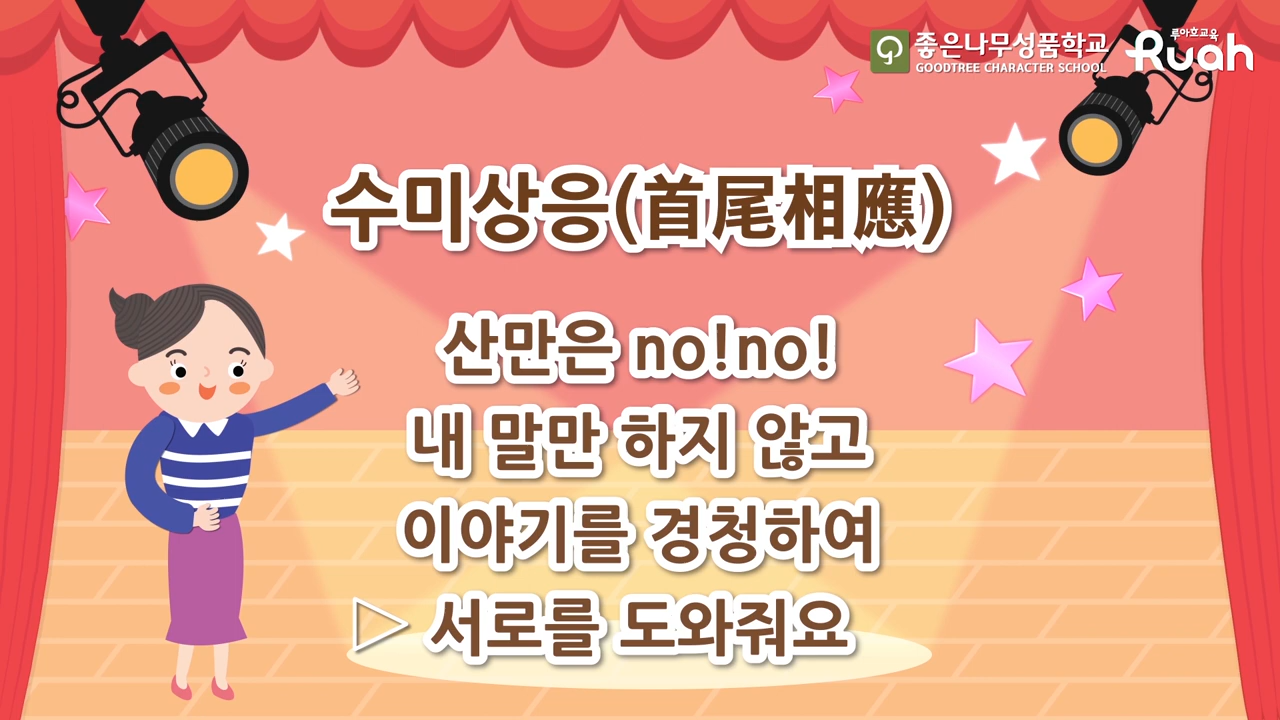 좋은나무성품학교
GOODTREE CHARACTER SCHOOL
루아흐교육
Ruah
수미상응(首尾相應)
산만은 no!no!
내 말만 하지 않고
이야기를 경청하여
▷ 서로를 도와줘요